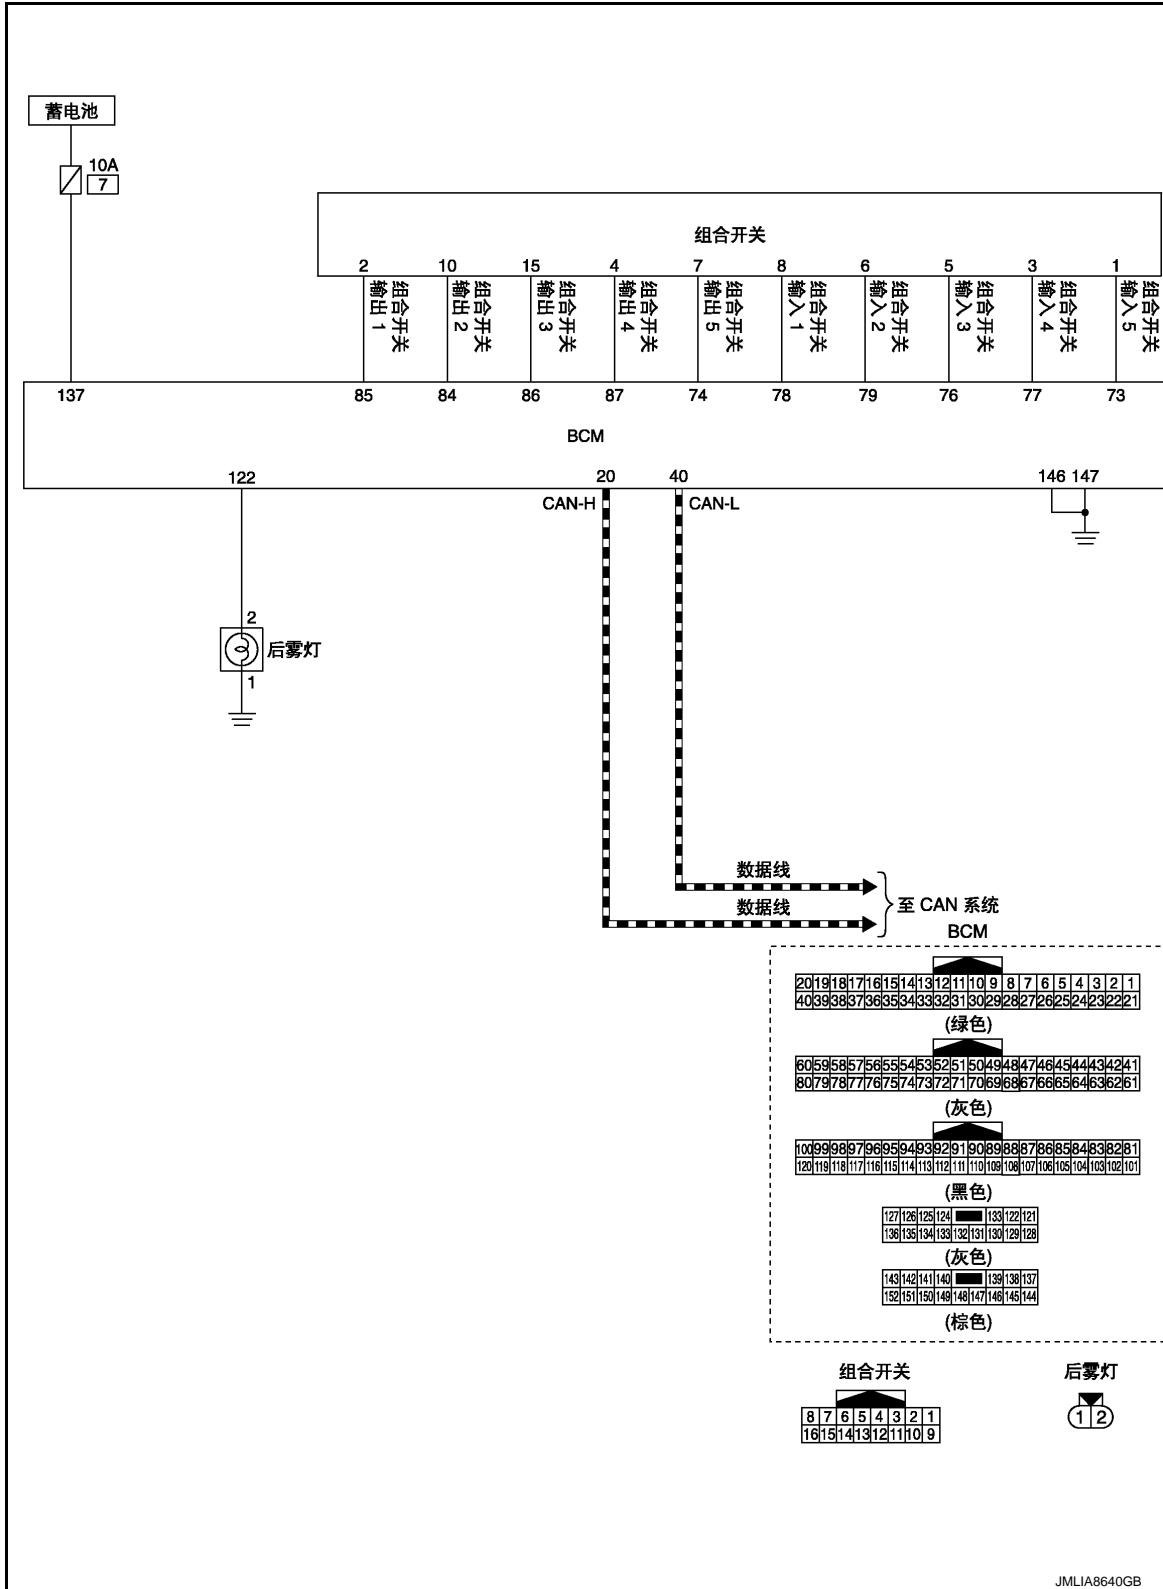 蓄电池
10A
7
组合开关
2 10 15 4 7 8 6 5 3 1
组合开关输出 1
组合开关输出 2
组合开关输出 3
组合开关输出 4
组合开关输出 5
组合开关输入 1
组合开关输入 2
组合开关输入 3
组合开关输入 4
组合开关输入 5
137 85 84 86 87 74 78 79 76 77 73
BCM
122 20 40 146 147
CAN-H CAN-L
2
后雾灯
1
数据线
数据线
至 CAN 系统
BCM
20 19 18 17 16 15 14 13 12 11 10 9 8 7 6 5 4 3 2 1
40 39 38 37 36 35 34 33 32 31 30 29 28 27 26 25 24 23 22 21
(绿色)
60 59 58 57 56 55 54 53 52 51 50 49 48 47 46 45 44 43 42 41
80 79 78 77 76 75 74 73 72 71 70 69 68 67 66 65 64 63 62 61
(灰色)
100 99 98 97 96 95 94 93 92 91 90 89 88 87 86 85 84 83 82 81
120 119 118 117 116 115 114 113 112 111 110 109 108 107 106 105 104 103 102 101
(黑色)
127 126 125 124 133 122 121
136 135 134 133 132 131 130 129 128
(灰色)
143 142 141 140 139 138 137
152 151 150 149 148 147 146 145 144
(棕色)
组合开关
8 7 6 5 4 3 2 1
16 15 14 13 12 11 10 9
后雾灯
1 2
JMLIA8640GB